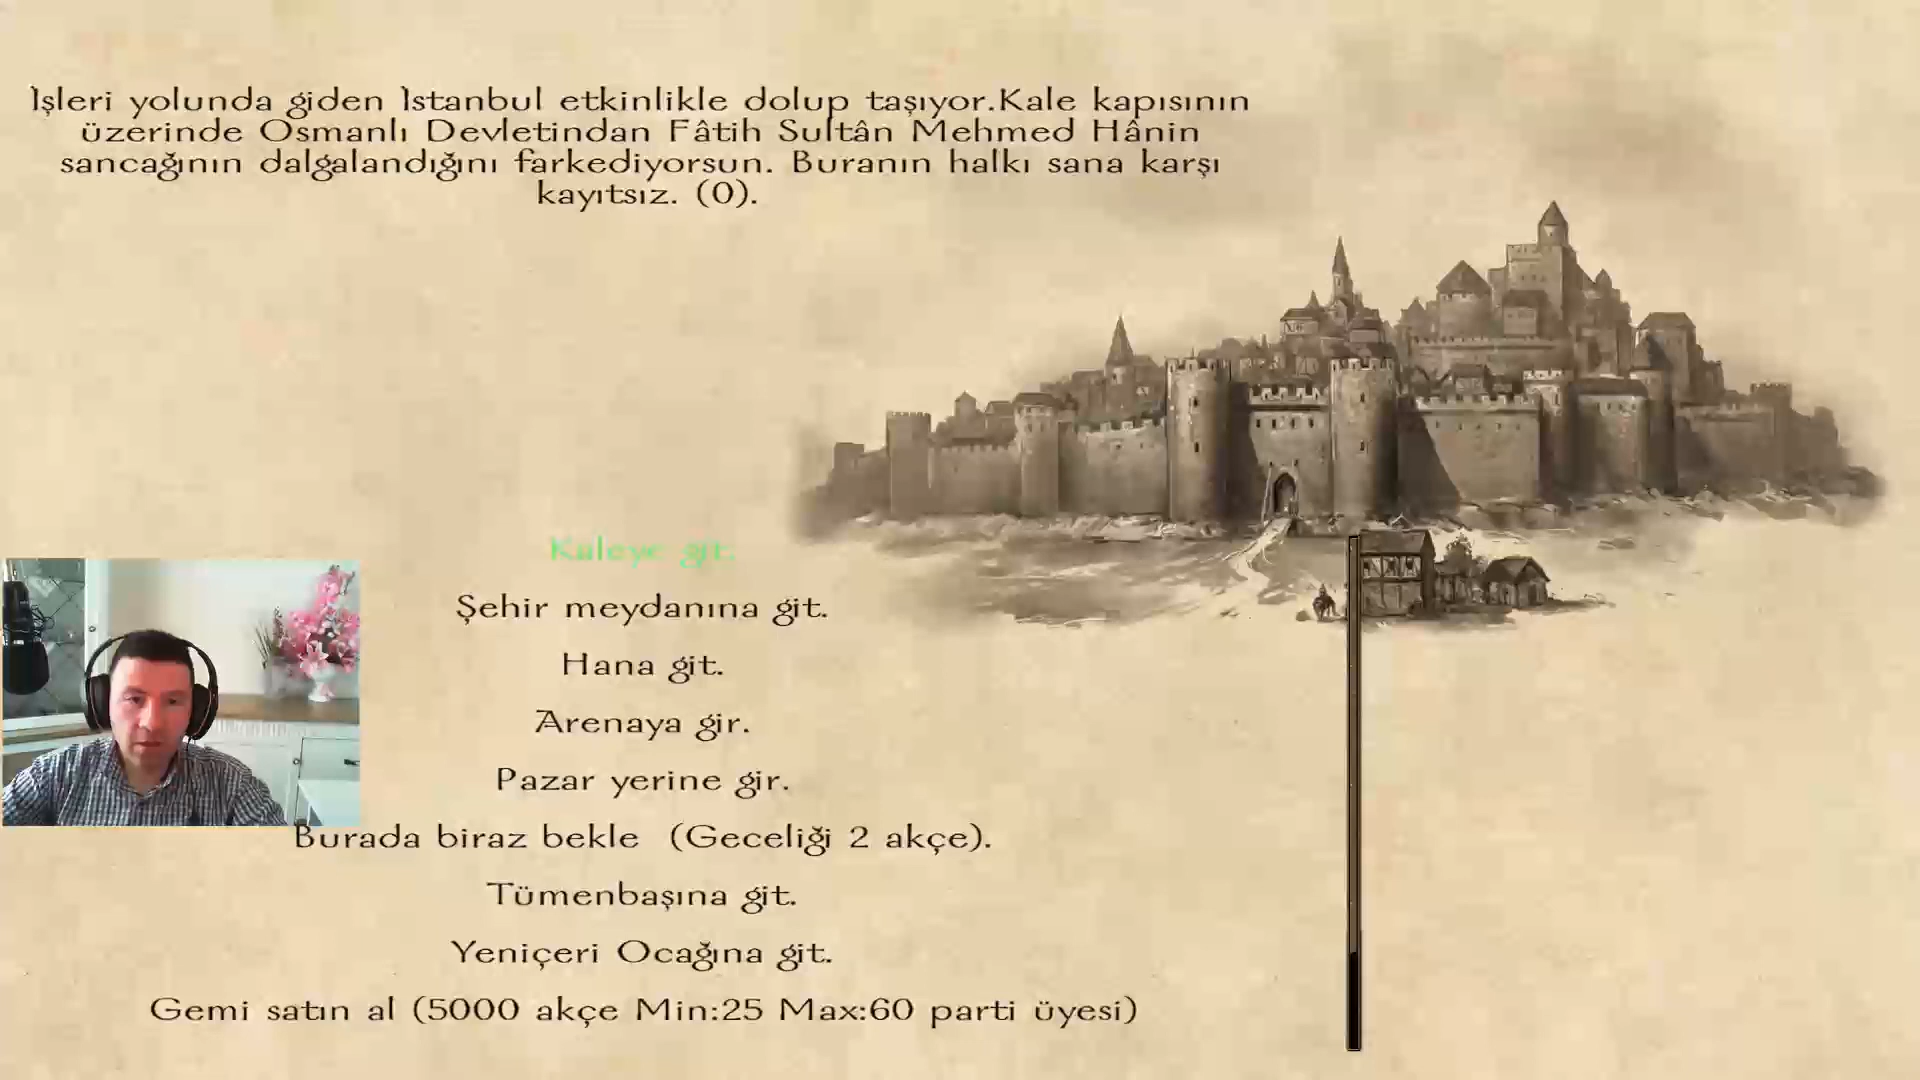 İşleri yolunda giden İstanbul etkinlikle dolup taşıyor.Kale kapısının
üzerinde Osmanlı Devletindan Fâtih Sultân Mehmed Hânin
sancağının dalgalandığını farkediyorsun. Buranın halkı sana karşı
kayıtsız. (0).
Kaleye git.
Şehir meydanına git.
Hana git.
Arenaya gir.
Pazar yerine gir.
Burada biraz bekle (Geceliği 2 akçe).
Tümenbaşına git.
Yeniçeri Ocağına git.
Gemi satın al (5000 akçe Min:25 Max:60 parti üyesi)